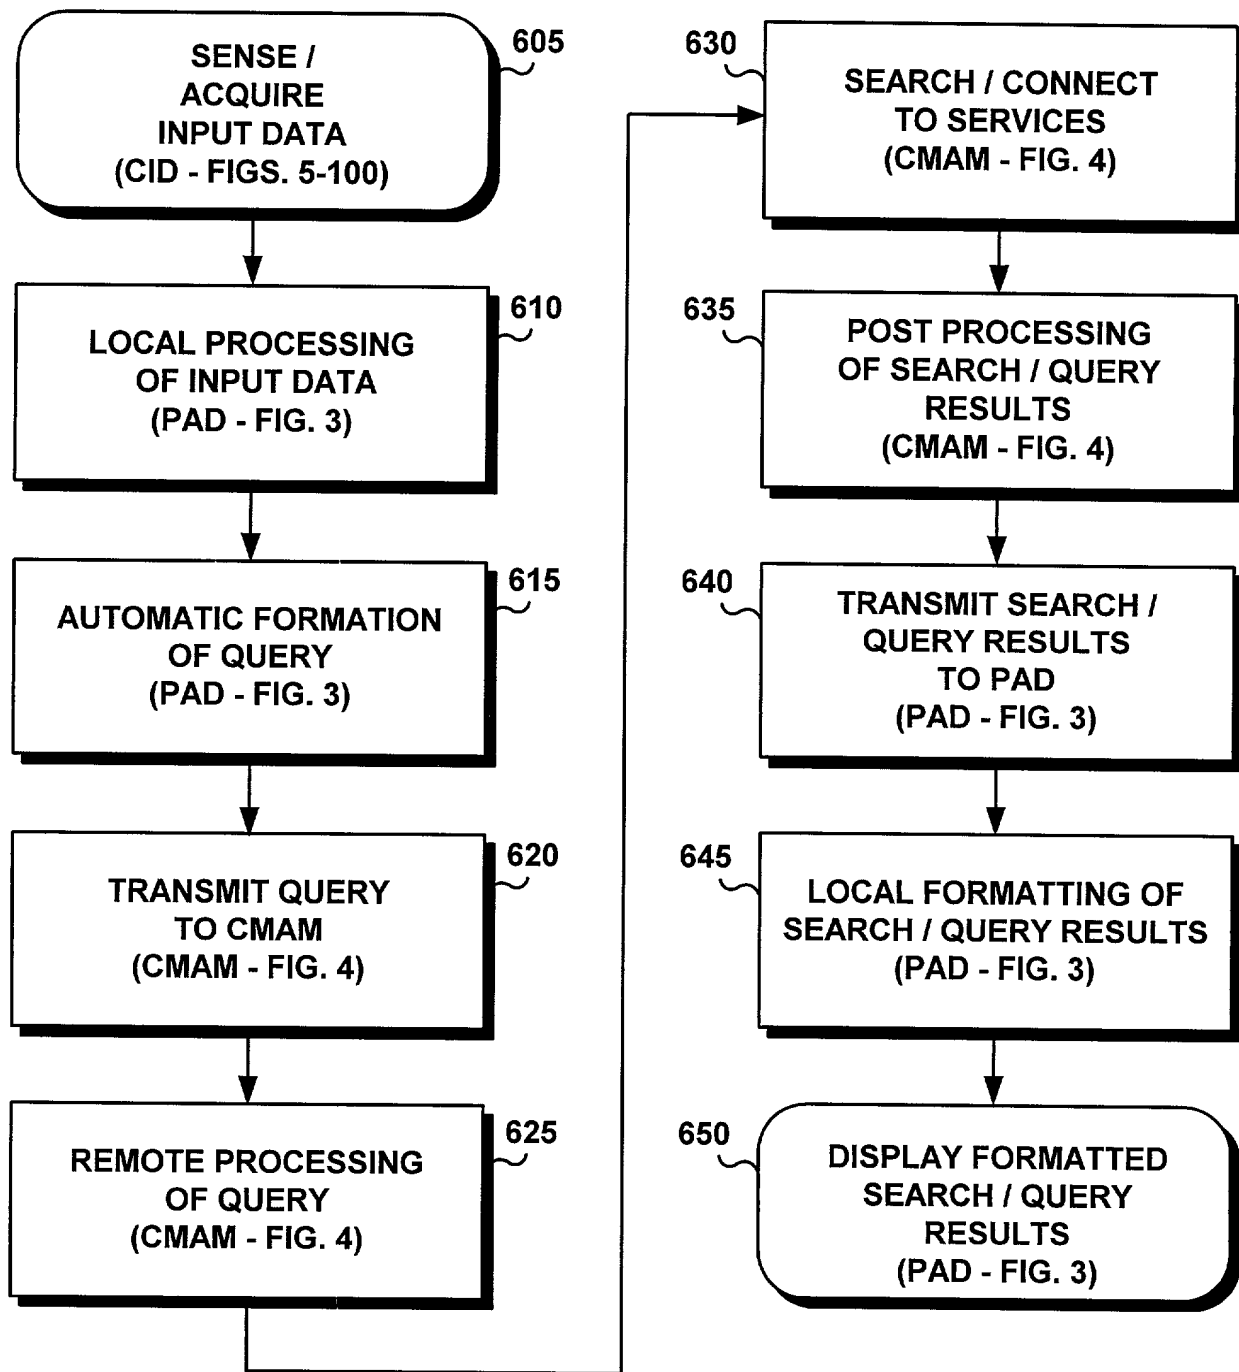 605
SENSE /
ACQUIRE
INPUT DATA
(CID - FIGS. 5-100)
610
LOCAL PROCESSING
OF INPUT DATA
(PAD - FIG. 3)
615
AUTOMATIC FORMATION
OF QUERY
(PAD - FIG. 3)
620
TRANSMIT QUERY
TO CMAM
(CMAM - FIG. 4)
625
REMOTE PROCESSING
OF QUERY
(CMAM - FIG. 4)
630
SEARCH / CONNECT
TO SERVICES
(CMAM - FIG. 4)
635
POST PROCESSING
OF SEARCH / QUERY
RESULTS
(CMAM - FIG. 4)
640
TRANSMIT SEARCH /
QUERY RESULTS
TO PAD
(PAD - FIG. 3)
645
LOCAL FORMATTING OF
SEARCH / QUERY RESULTS
(PAD - FIG. 3)
650
DISPLAY FORMATTED
SEARCH / QUERY
RESULTS
(PAD - FIG. 3)